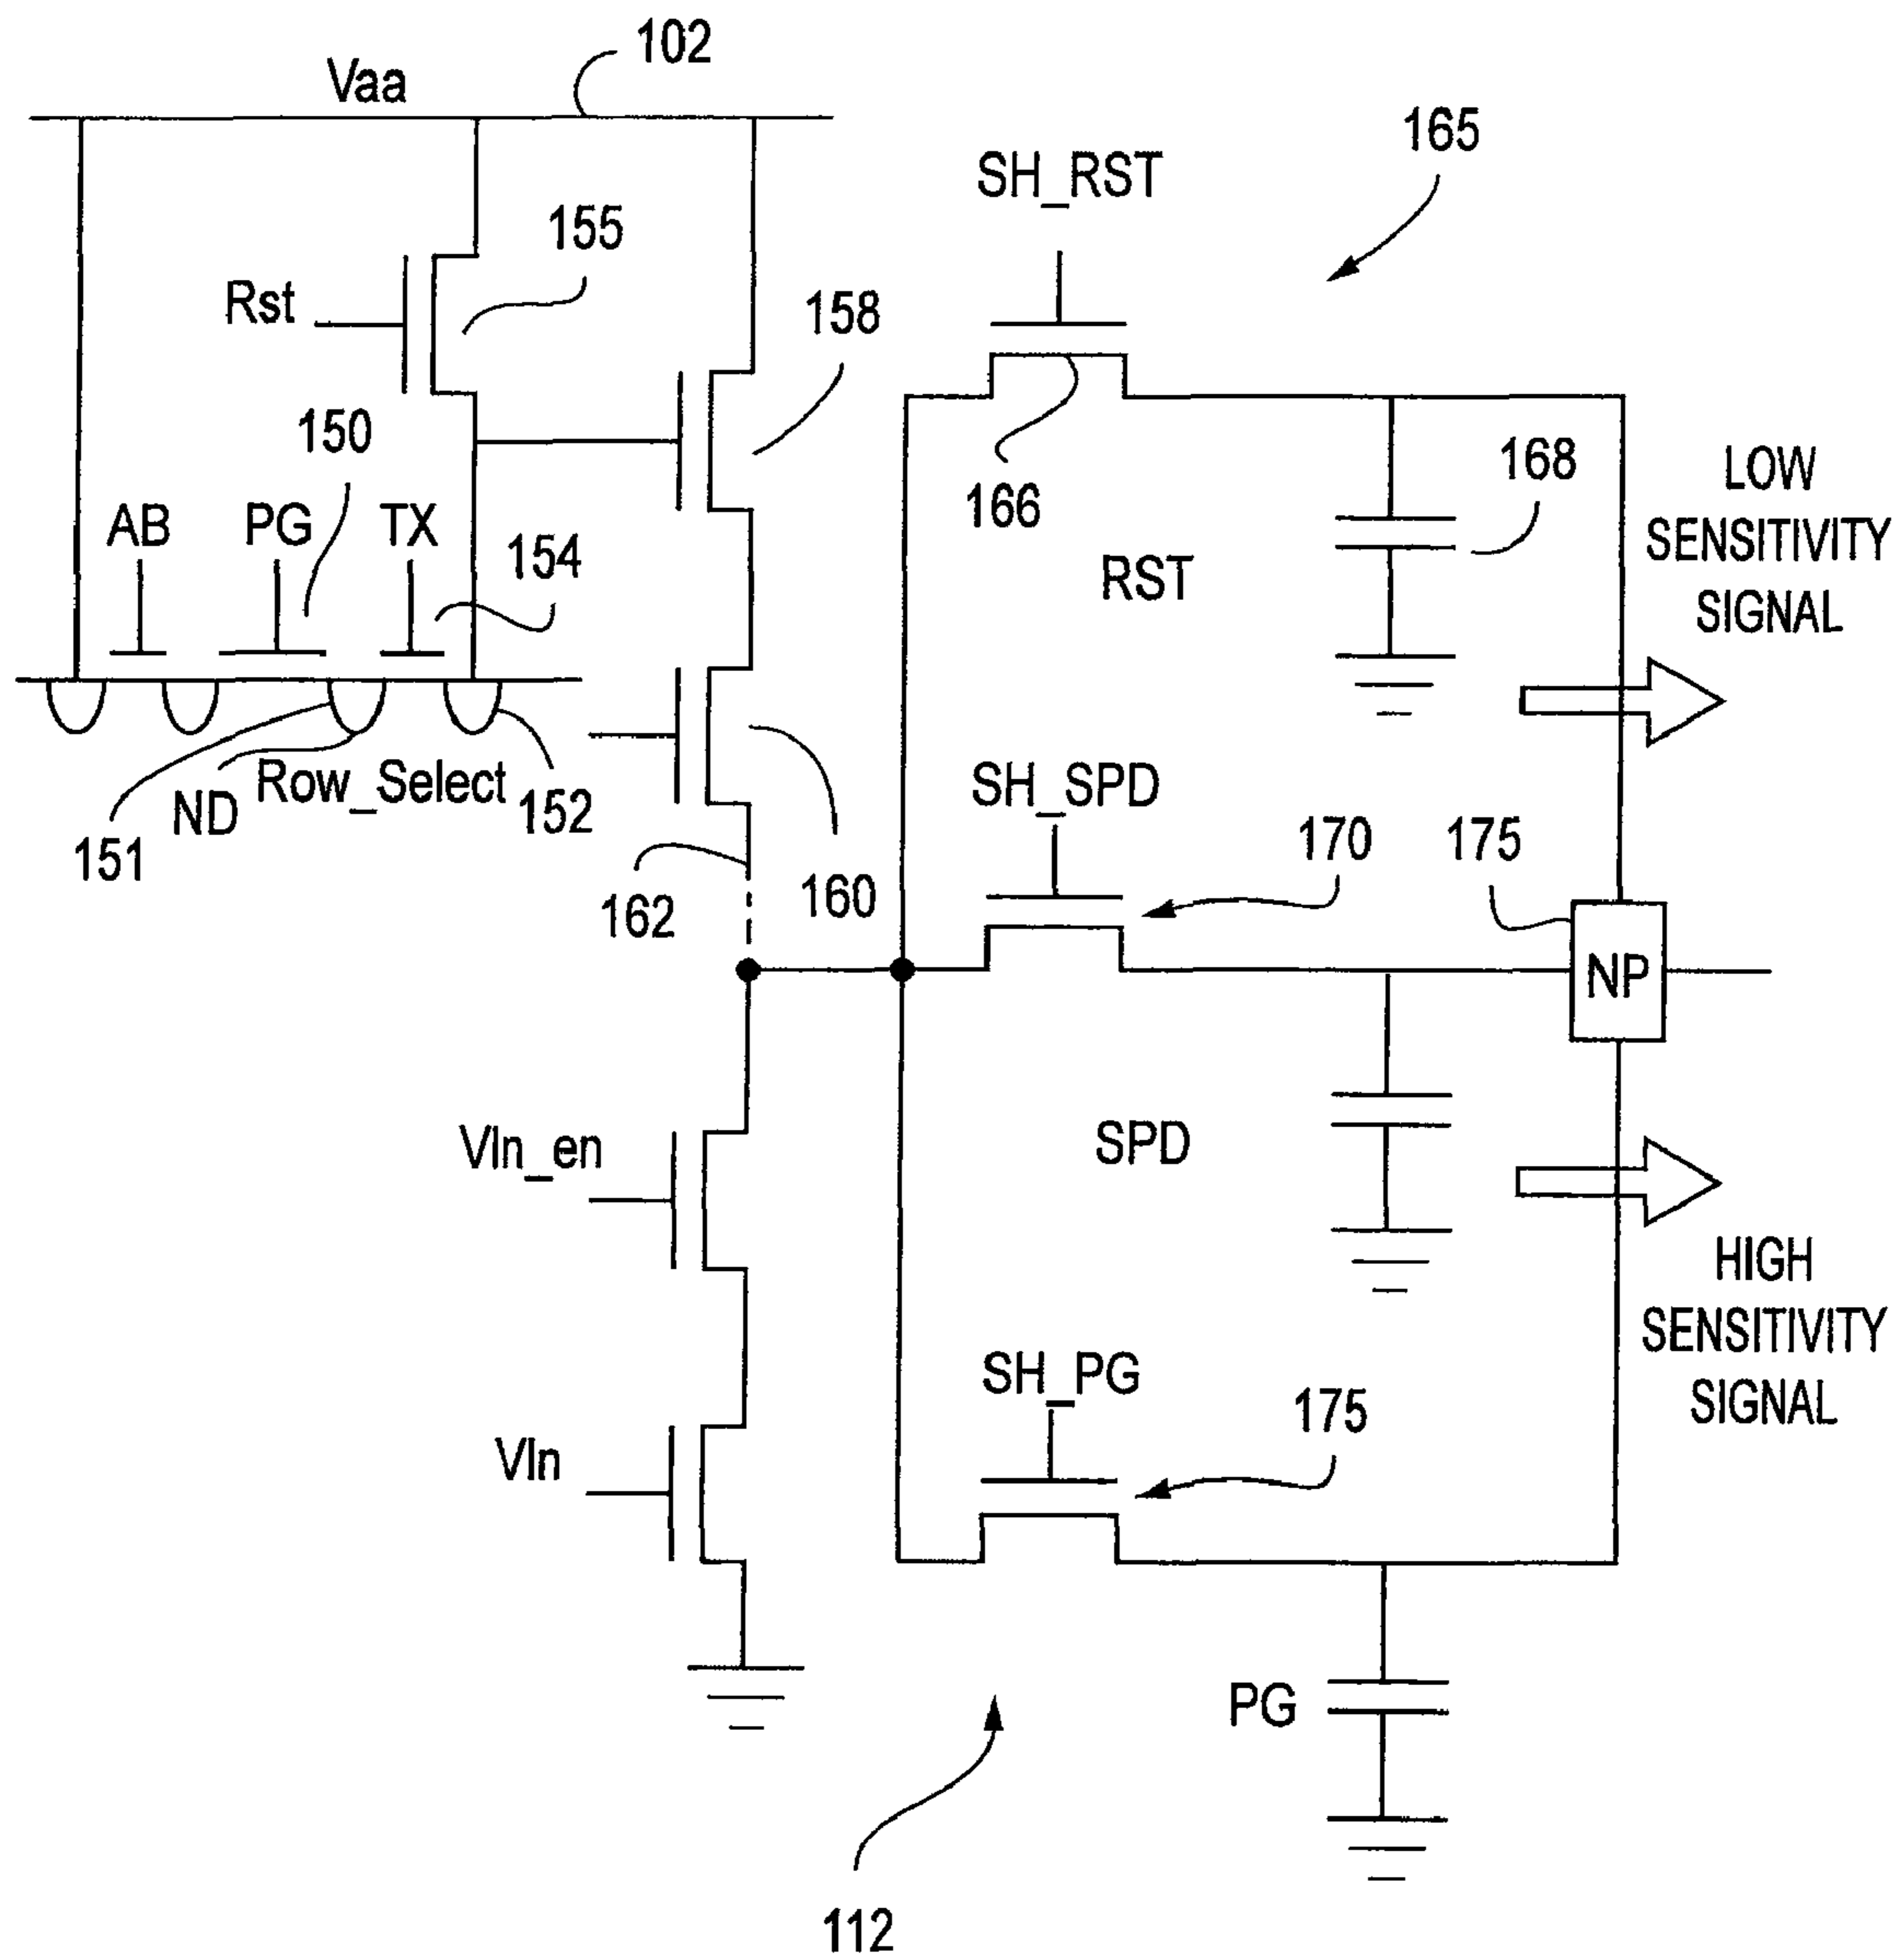 102
Vaa
165
SH_RST
155
Rst
158
150
166
168
LOW
SENSITIVITY
SIGNAL
AB
PG
TX
154
RST
Row_Select
ND
152
151
162
160
SH_SPD
170
175
NP
Vln_en
SPD
HIGH
SENSITIVITY
SIGNAL
SH_PG
175
Vln
PG
112